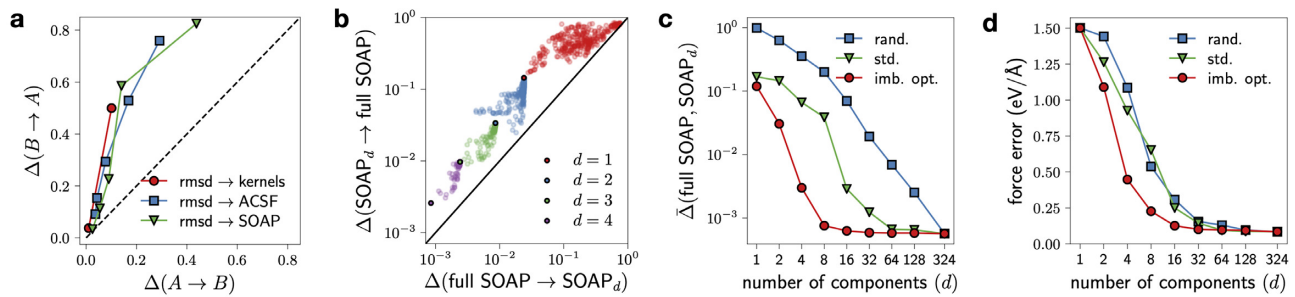 a
Δ(B → A)
0.8
0.6
0.4
0.2
0.0
rmsd → kernels
rmsd → ACSF
rmsd → SOAP
0.0 0.2 0.4 0.6 0.8
Δ(A → B)
b
Δ(SOAP_d → full SOAP)
10⁰
10⁻¹
10⁻²
10⁻³
d = 1
d = 2
d = 3
d = 4
10⁻³ 10⁻² 10⁻¹ 10⁰
Δ(full SOAP → SOAP_d)
c
Δ̄(full SOAP, SOAP_d)
10⁰
10⁻¹
10⁻²
10⁻³
rand.
std.
imb. opt.
1 2 4 8 16 32 64 128 324
number of components (d)
d
force error (eV/Å)
1.50
1.25
1.00
0.75
0.50
0.25
0.00
rand.
std.
imb. opt.
1 2 4 8 16 32 64 128 324
number of components (d)